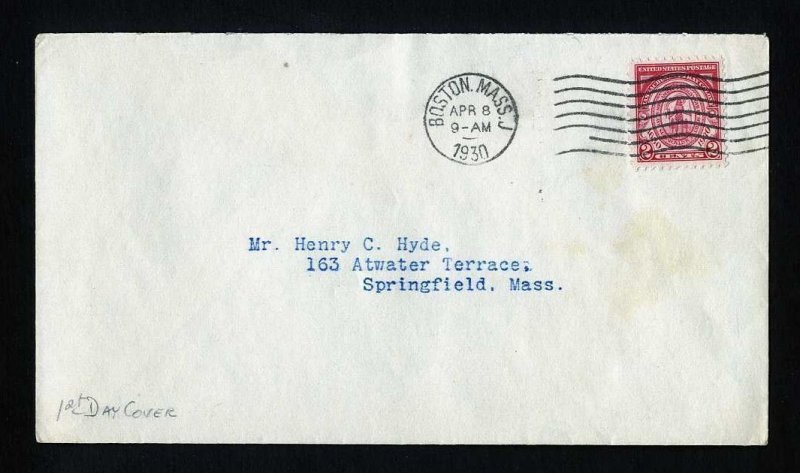 BOSTON, MASS. J
APR 8
9-AM
1930
UNITED STATES POSTAGE
2 CENTS 2
Mr. Henry C. Hyde,
163 Atwater Terrace,
Springfield, Mass.
1st DAY COVER